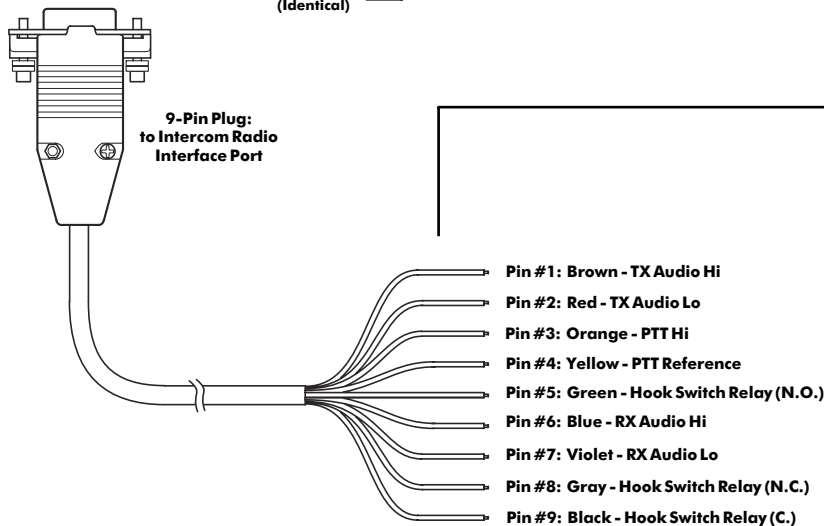 (Identical)
9-Pin Plug:
to Intercom Radio
Interface Port
Pin #1: Brown - TX Audio Hi
Pin #2: Red - TX Audio Lo
Pin #3: Orange - PTT Hi
Pin #4: Yellow - PTT Reference
Pin #5: Green - Hook Switch Relay (N.O.)
Pin #6: Blue - RX Audio Hi
Pin #7: Violet - RX Audio Lo
Pin #8: Gray - Hook Switch Relay (N.C.)
Pin #9: Black - Hook Switch Relay (C.)